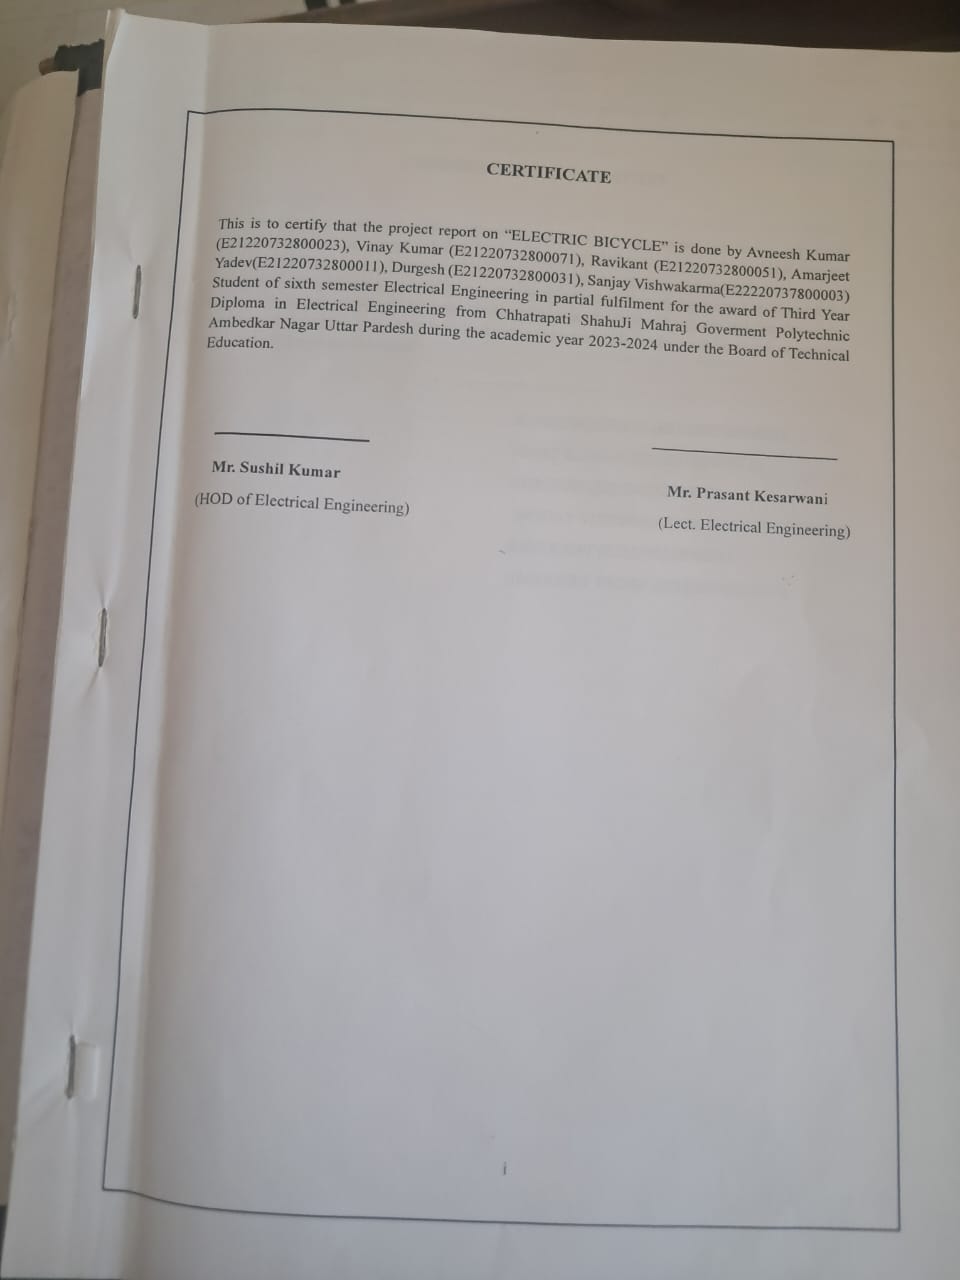 CERTIFICATE
This is to certify that the project report on “ELECTRIC BICYCLE” is done by Avneesh Kumar
(E21220732800023), Vinay Kumar (E21220732800071), Ravikant (E21220732800051), Amarjeet
Yadev(E21220732800011), Durgesh (E21220732800031), Sanjay Vishwakarma(E22220737800003)
Student of sixth semester Electrical Engineering in partial fulfilment for the award of Third Year
Diploma in Electrical Engineering from Chhatrapati ShahuJi Mahraj Goverment Polytechnic
Ambedkar Nagar Uttar Pardesh during the academic year 2023-2024 under the Board of Technical
Education.
Mr. Sushil Kumar
(HOD of Electrical Engineering)
Mr. Prasant Kesarwani
(Lect. Electrical Engineering)
i